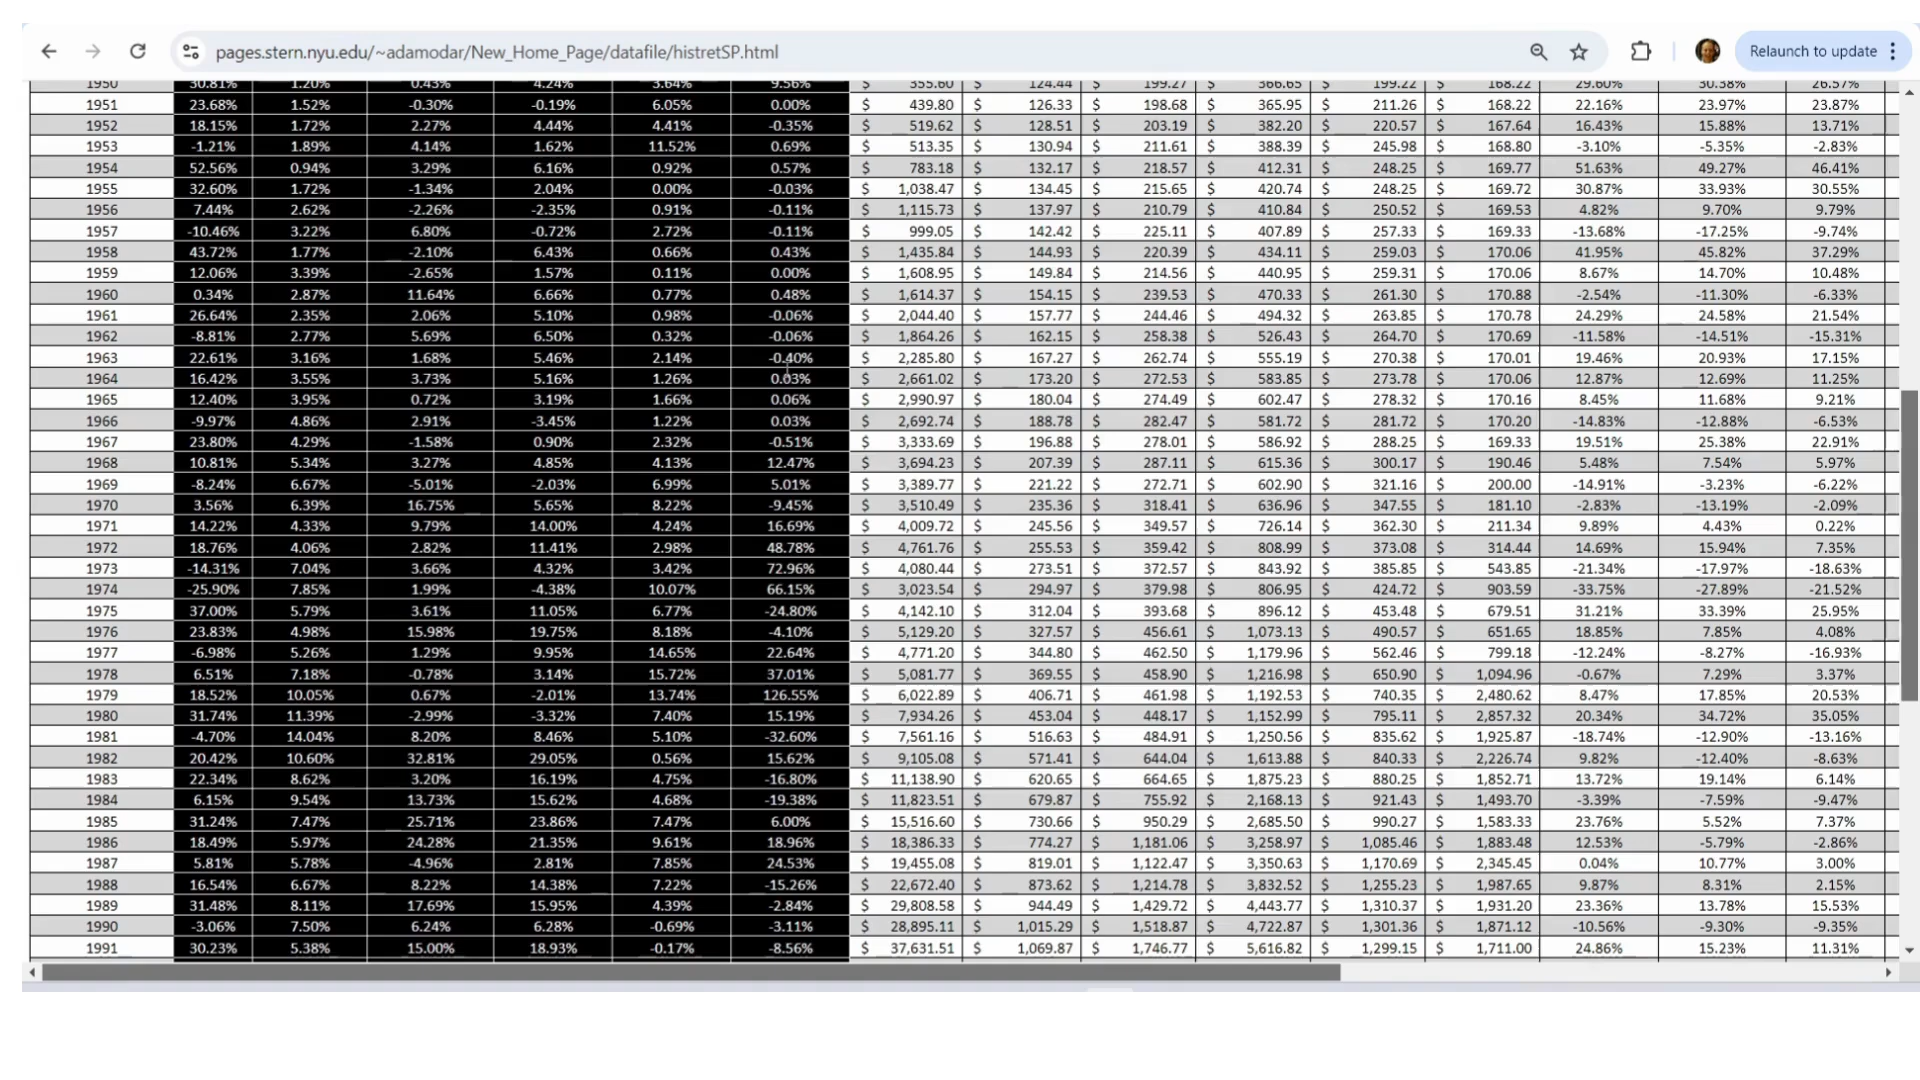 pages.stern.nyu.edu/~adamodar/New_Home_Page/datafile/histretSP.html Relaunch to update
1950 30.81% 1.20% 0.43% 4.24% 3.64% 9.56% $ 355.60 $ 124.44 $ 199.27 $ 366.65 $ 199.22 $ 168.22 29.60% 30.38% 26.57%
1951 23.68% 1.52% -0.30% -0.19% 6.05% 0.00% $ 439.80 $ 126.33 $ 198.68 $ 365.95 $ 211.26 $ 168.22 22.16% 23.97% 23.87%
1952 18.15% 1.72% 2.27% 4.44% 4.41% -0.35% $ 519.62 $ 128.51 $ 203.19 $ 382.20 $ 220.57 $ 167.64 16.43% 15.88% 13.71%
1953 -1.21% 1.89% 4.14% 1.62% 11.52% 0.69% $ 513.35 $ 130.94 $ 211.61 $ 388.39 $ 245.98 $ 168.80 -3.10% -5.35% -2.83%
1954 52.56% 0.94% 3.29% 6.16% 0.92% 0.57% $ 783.18 $ 132.17 $ 218.57 $ 412.31 $ 248.25 $ 169.77 51.63% 49.27% 46.41%
1955 32.60% 1.72% -1.34% 2.04% 0.00% -0.03% $ 1,038.47 $ 134.45 $ 215.65 $ 420.74 $ 248.25 $ 169.72 30.87% 33.93% 30.55%
1956 7.44% 2.62% -2.26% -2.35% 0.91% -0.11% $ 1,115.73 $ 137.97 $ 210.79 $ 410.84 $ 250.52 $ 169.53 4.82% 9.70% 9.79%
1957 -10.46% 3.22% 6.80% -0.72% 2.72% -0.11% $ 999.05 $ 142.42 $ 225.11 $ 407.89 $ 257.33 $ 169.33 -13.68% -17.25% -9.74%
1958 43.72% 1.77% -2.10% 6.43% 0.66% 0.43% $ 1,435.84 $ 144.93 $ 220.39 $ 434.11 $ 259.03 $ 170.06 41.95% 45.82% 37.29%
1959 12.06% 3.39% -2.65% 1.57% 0.11% 0.00% $ 1,608.95 $ 149.84 $ 214.56 $ 440.95 $ 259.31 $ 170.06 8.67% 14.70% 10.48%
1960 0.34% 2.87% 11.64% 6.66% 0.77% 0.48% $ 1,614.37 $ 154.15 $ 239.53 $ 470.33 $ 261.30 $ 170.88 -2.54% -11.30% -6.33%
1961 26.64% 2.35% 2.06% 5.10% 0.98% -0.06% $ 2,044.40 $ 157.77 $ 244.46 $ 494.32 $ 263.85 $ 170.78 24.29% 24.58% 21.54%
1962 -8.81% 2.77% 5.69% 6.50% 0.32% -0.06% $ 1,864.26 $ 162.15 $ 258.38 $ 526.43 $ 264.70 $ 170.69 -11.58% -14.51% -15.31%
1963 22.61% 3.16% 1.68% 5.46% 2.14% -0.40% $ 2,285.80 $ 167.27 $ 262.74 $ 555.19 $ 270.38 $ 170.01 19.46% 20.93% 17.15%
1964 16.42% 3.55% 3.73% 5.16% 1.26% 0.03% $ 2,661.02 $ 173.20 $ 272.53 $ 583.85 $ 273.78 $ 170.06 12.87% 12.69% 11.25%
1965 12.40% 3.95% 0.72% 3.19% 1.66% 0.06% $ 2,990.97 $ 180.04 $ 274.49 $ 602.47 $ 278.32 $ 170.16 8.45% 11.68% 9.21%
1966 -9.97% 4.86% 2.91% -3.45% 1.22% 0.03% $ 2,692.74 $ 188.78 $ 282.47 $ 581.72 $ 281.72 $ 170.20 -14.83% -12.88% -6.53%
1967 23.80% 4.29% -1.58% 0.90% 2.32% -0.51% $ 3,333.69 $ 196.88 $ 278.01 $ 586.92 $ 288.25 $ 169.33 19.51% 25.38% 22.91%
1968 10.81% 5.34% 3.27% 4.85% 4.13% 12.47% $ 3,694.23 $ 207.39 $ 287.11 $ 615.36 $ 300.17 $ 190.46 5.48% 7.54% 5.97%
1969 -8.24% 6.67% -5.01% -2.03% 6.99% 5.01% $ 3,389.77 $ 221.22 $ 272.71 $ 602.90 $ 321.16 $ 200.00 -14.91% -3.23% -6.22%
1970 3.56% 6.39% 16.75% 5.65% 8.22% -9.45% $ 3,510.49 $ 235.36 $ 318.41 $ 636.96 $ 347.55 $ 181.10 -2.83% -13.19% -2.09%
1971 14.22% 4.33% 9.79% 14.00% 4.24% 16.69% $ 4,009.72 $ 245.56 $ 349.57 $ 726.14 $ 362.30 $ 211.34 9.89% 4.43% 0.22%
1972 18.76% 4.06% 2.82% 11.41% 2.98% 48.78% $ 4,761.76 $ 255.53 $ 359.42 $ 808.99 $ 373.08 $ 314.44 14.69% 15.94% 7.35%
1973 -14.31% 7.04% 3.66% 4.32% 3.42% 72.96% $ 4,080.44 $ 273.51 $ 372.57 $ 843.92 $ 385.85 $ 543.85 -21.34% -17.97% -18.63%
1974 -25.90% 7.85% 1.99% -4.38% 10.07% 66.15% $ 3,023.54 $ 294.97 $ 379.98 $ 806.95 $ 424.72 $ 903.59 -33.75% -27.89% -21.52%
1975 37.00% 5.79% 3.61% 11.05% 6.77% -24.80% $ 4,142.10 $ 312.04 $ 393.68 $ 896.12 $ 453.48 $ 679.51 31.21% 33.39% 25.95%
1976 23.83% 4.98% 15.98% 19.75% 8.18% -4.10% $ 5,129.20 $ 327.57 $ 456.61 $ 1,073.13 $ 490.57 $ 651.65 18.85% 7.85% 4.08%
1977 -6.98% 5.26% 1.29% 9.95% 14.65% 22.64% $ 4,771.20 $ 344.80 $ 462.50 $ 1,179.96 $ 562.46 $ 799.18 -12.24% -8.27% -16.93%
1978 6.51% 7.18% -0.78% 3.14% 15.72% 37.01% $ 5,081.77 $ 369.55 $ 458.90 $ 1,216.98 $ 650.90 $ 1,094.96 -0.67% 7.29% 3.37%
1979 18.52% 10.05% 0.67% -2.01% 13.74% 126.55% $ 6,022.89 $ 406.71 $ 461.98 $ 1,192.53 $ 740.35 $ 2,480.62 8.47% 17.85% 20.53%
1980 31.74% 11.39% -2.99% -3.32% 7.40% 15.19% $ 7,934.26 $ 453.04 $ 448.17 $ 1,152.99 $ 795.11 $ 2,857.32 20.34% 34.72% 35.05%
1981 -4.70% 14.04% 8.20% 8.46% 5.10% -32.60% $ 7,561.16 $ 516.63 $ 484.91 $ 1,250.56 $ 835.62 $ 1,925.87 -18.74% -12.90% -13.16%
1982 20.42% 10.60% 32.81% 29.05% 0.56% 15.62% $ 9,105.08 $ 571.41 $ 644.04 $ 1,613.88 $ 840.33 $ 2,226.74 9.82% -12.40% -8.63%
1983 22.34% 8.62% 3.20% 16.19% 4.75% -16.80% $ 11,138.90 $ 620.65 $ 664.65 $ 1,875.23 $ 880.25 $ 1,852.71 13.72% 19.14% 6.14%
1984 6.15% 9.54% 13.73% 15.62% 4.68% -19.38% $ 11,823.51 $ 679.87 $ 755.92 $ 2,168.13 $ 921.43 $ 1,493.70 -3.39% -7.59% -9.47%
1985 31.24% 7.47% 25.71% 23.86% 7.47% 6.00% $ 15,516.60 $ 730.66 $ 950.29 $ 2,685.50 $ 990.27 $ 1,583.33 23.76% 5.52% 7.37%
1986 18.49% 5.97% 24.28% 21.35% 9.61% 18.96% $ 18,386.33 $ 774.27 $ 1,181.06 $ 3,258.97 $ 1,085.46 $ 1,883.48 12.53% -5.79% -2.86%
1987 5.81% 5.78% -4.96% 2.81% 7.85% 24.53% $ 19,455.08 $ 819.01 $ 1,122.47 $ 3,350.63 $ 1,170.69 $ 2,345.45 0.04% 10.77% 3.00%
1988 16.54% 6.67% 8.22% 14.38% 7.22% -15.26% $ 22,672.40 $ 873.62 $ 1,214.78 $ 3,832.52 $ 1,255.23 $ 1,987.65 9.87% 8.31% 2.15%
1989 31.48% 8.11% 17.69% 15.95% 4.39% -2.84% $ 29,808.58 $ 944.49 $ 1,429.72 $ 4,443.77 $ 1,310.37 $ 1,931.20 23.36% 13.78% 15.53%
1990 -3.06% 7.50% 6.24% 6.28% -0.69% -3.11% $ 28,895.11 $ 1,015.29 $ 1,518.87 $ 4,722.87 $ 1,301.36 $ 1,871.12 -10.56% -9.30% -9.35%
1991 30.23% 5.38% 15.00% 18.93% -0.17% -8.56% $ 37,631.51 $ 1,069.87 $ 1,746.77 $ 5,616.82 $ 1,299.15 $ 1,711.00 24.86% 15.23% 11.31%